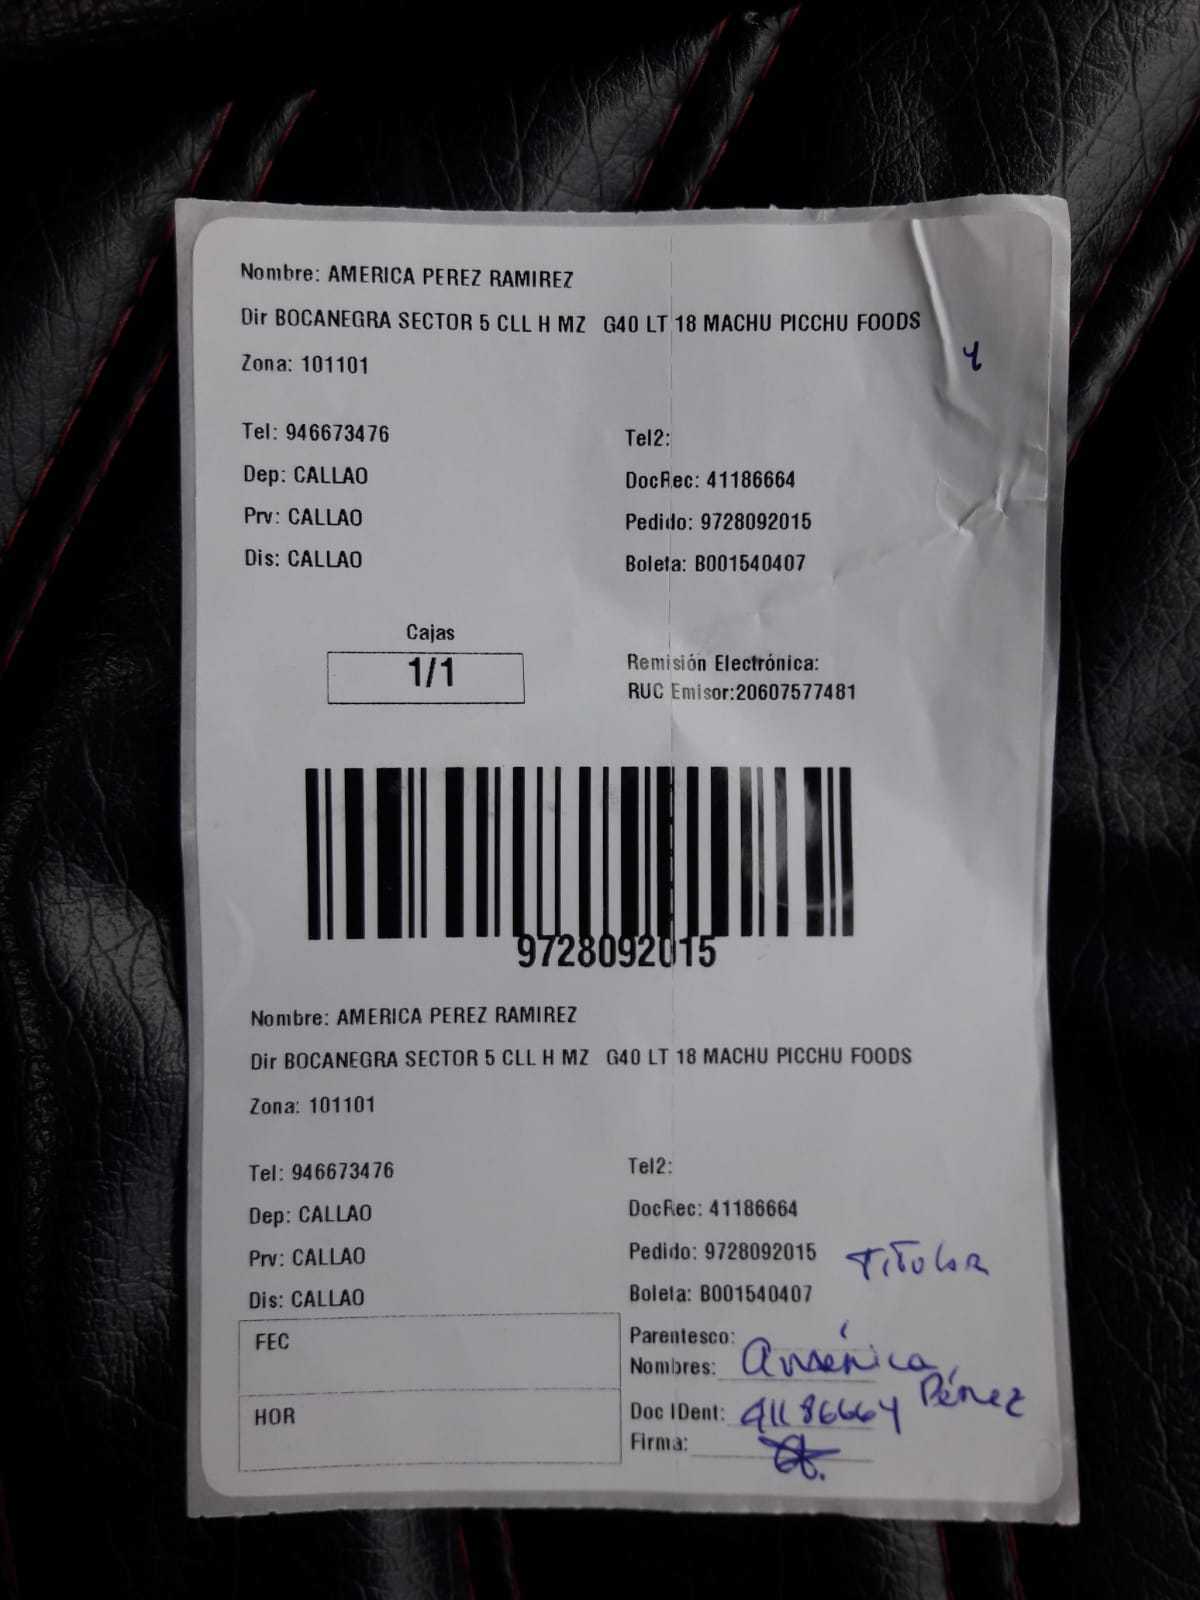 Nombre: AMERICA PEREZ RAMIREZ
Dir BOCANEGRA SECTOR 5 CLL H MZ G40 LT 18 MACHU PICCHU FOODS
4
Zona: 101101
Tel: 946673476 Tel2:
Dep: CALLAO DocRec: 41186664
Prv: CALLAO Pedido: 9728092015
Dis: CALLAO Boleta: B001540407
Cajas
1/1
Remisión Electrónica:
RUC Emisor:20607577481
9728092015
Nombre: AMERICA PEREZ RAMIREZ
Dir BOCANEGRA SECTOR 5 CLL H MZ G40 LT 18 MACHU PICCHU FOODS
Zona: 101101
Tel: 946673476 Tel2:
Dep: CALLAO DocRec: 41186664
Prv: CALLAO Pedido: 9728092015 Titular
Dis: CALLAO Boleta: B001540407
FEC
HOR
Parentesco:
Nombres: América Pérez
Doc IDent: 41186664
Firma: